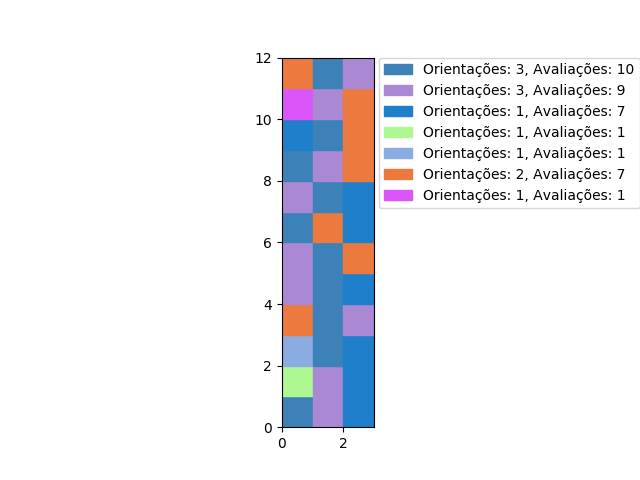 12
10
8
6
4
2
0
0 2
Orientações: 3, Avaliações: 10
Orientações: 3, Avaliações: 9
Orientações: 1, Avaliações: 7
Orientações: 1, Avaliações: 1
Orientações: 1, Avaliações: 1
Orientações: 2, Avaliações: 7
Orientações: 1, Avaliações: 1